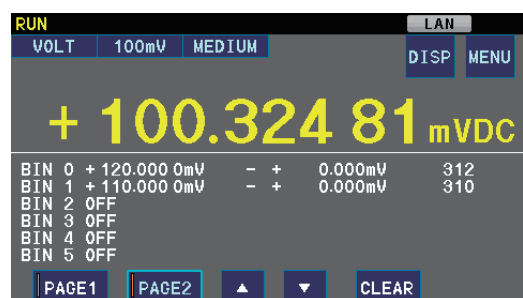 RUN LAN
VOLT 100mV MEDIUM DISP MENU
+ 100.324 81 mVDC
BIN 0 + 120.000 0mV - + 0.000mV 312
BIN 1 + 110.000 0mV - + 0.000mV 310
BIN 2 OFF
BIN 3 OFF
BIN 4 OFF
BIN 5 OFF
PAGE1 PAGE2 ▲ ▼ CLEAR